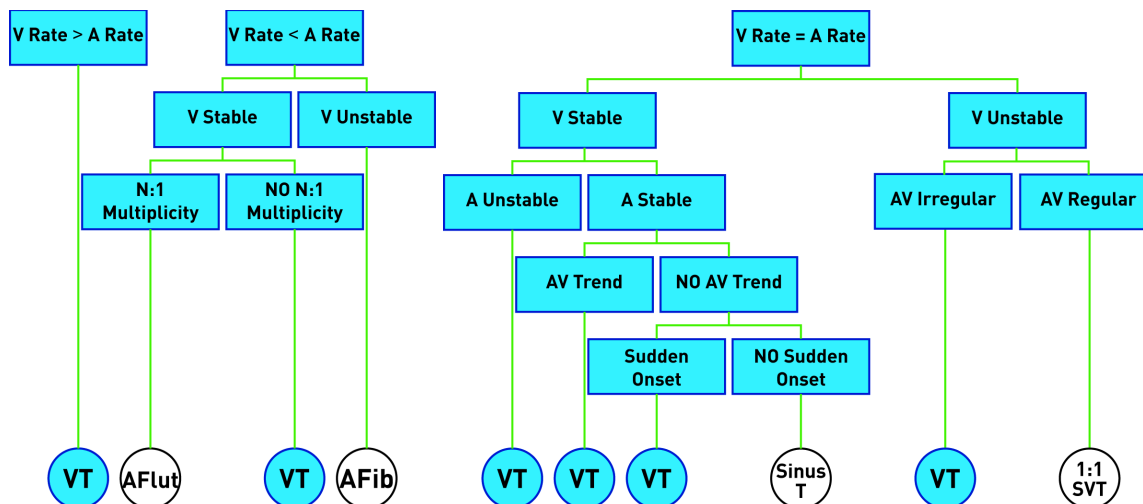 V Rate > A Rate
V Rate < A Rate
V Rate = A Rate
V Stable
V Unstable
V Stable
V Unstable
N:1
Multiplicity
NO N:1
Multiplicity
A Unstable
A Stable
AV Irregular
AV Regular
AV Trend
NO AV Trend
Sudden
Onset
NO Sudden
Onset
VT
AFlut
VT
AFib
VT
VT
VT
Sinus
T
VT
1:1
SVT